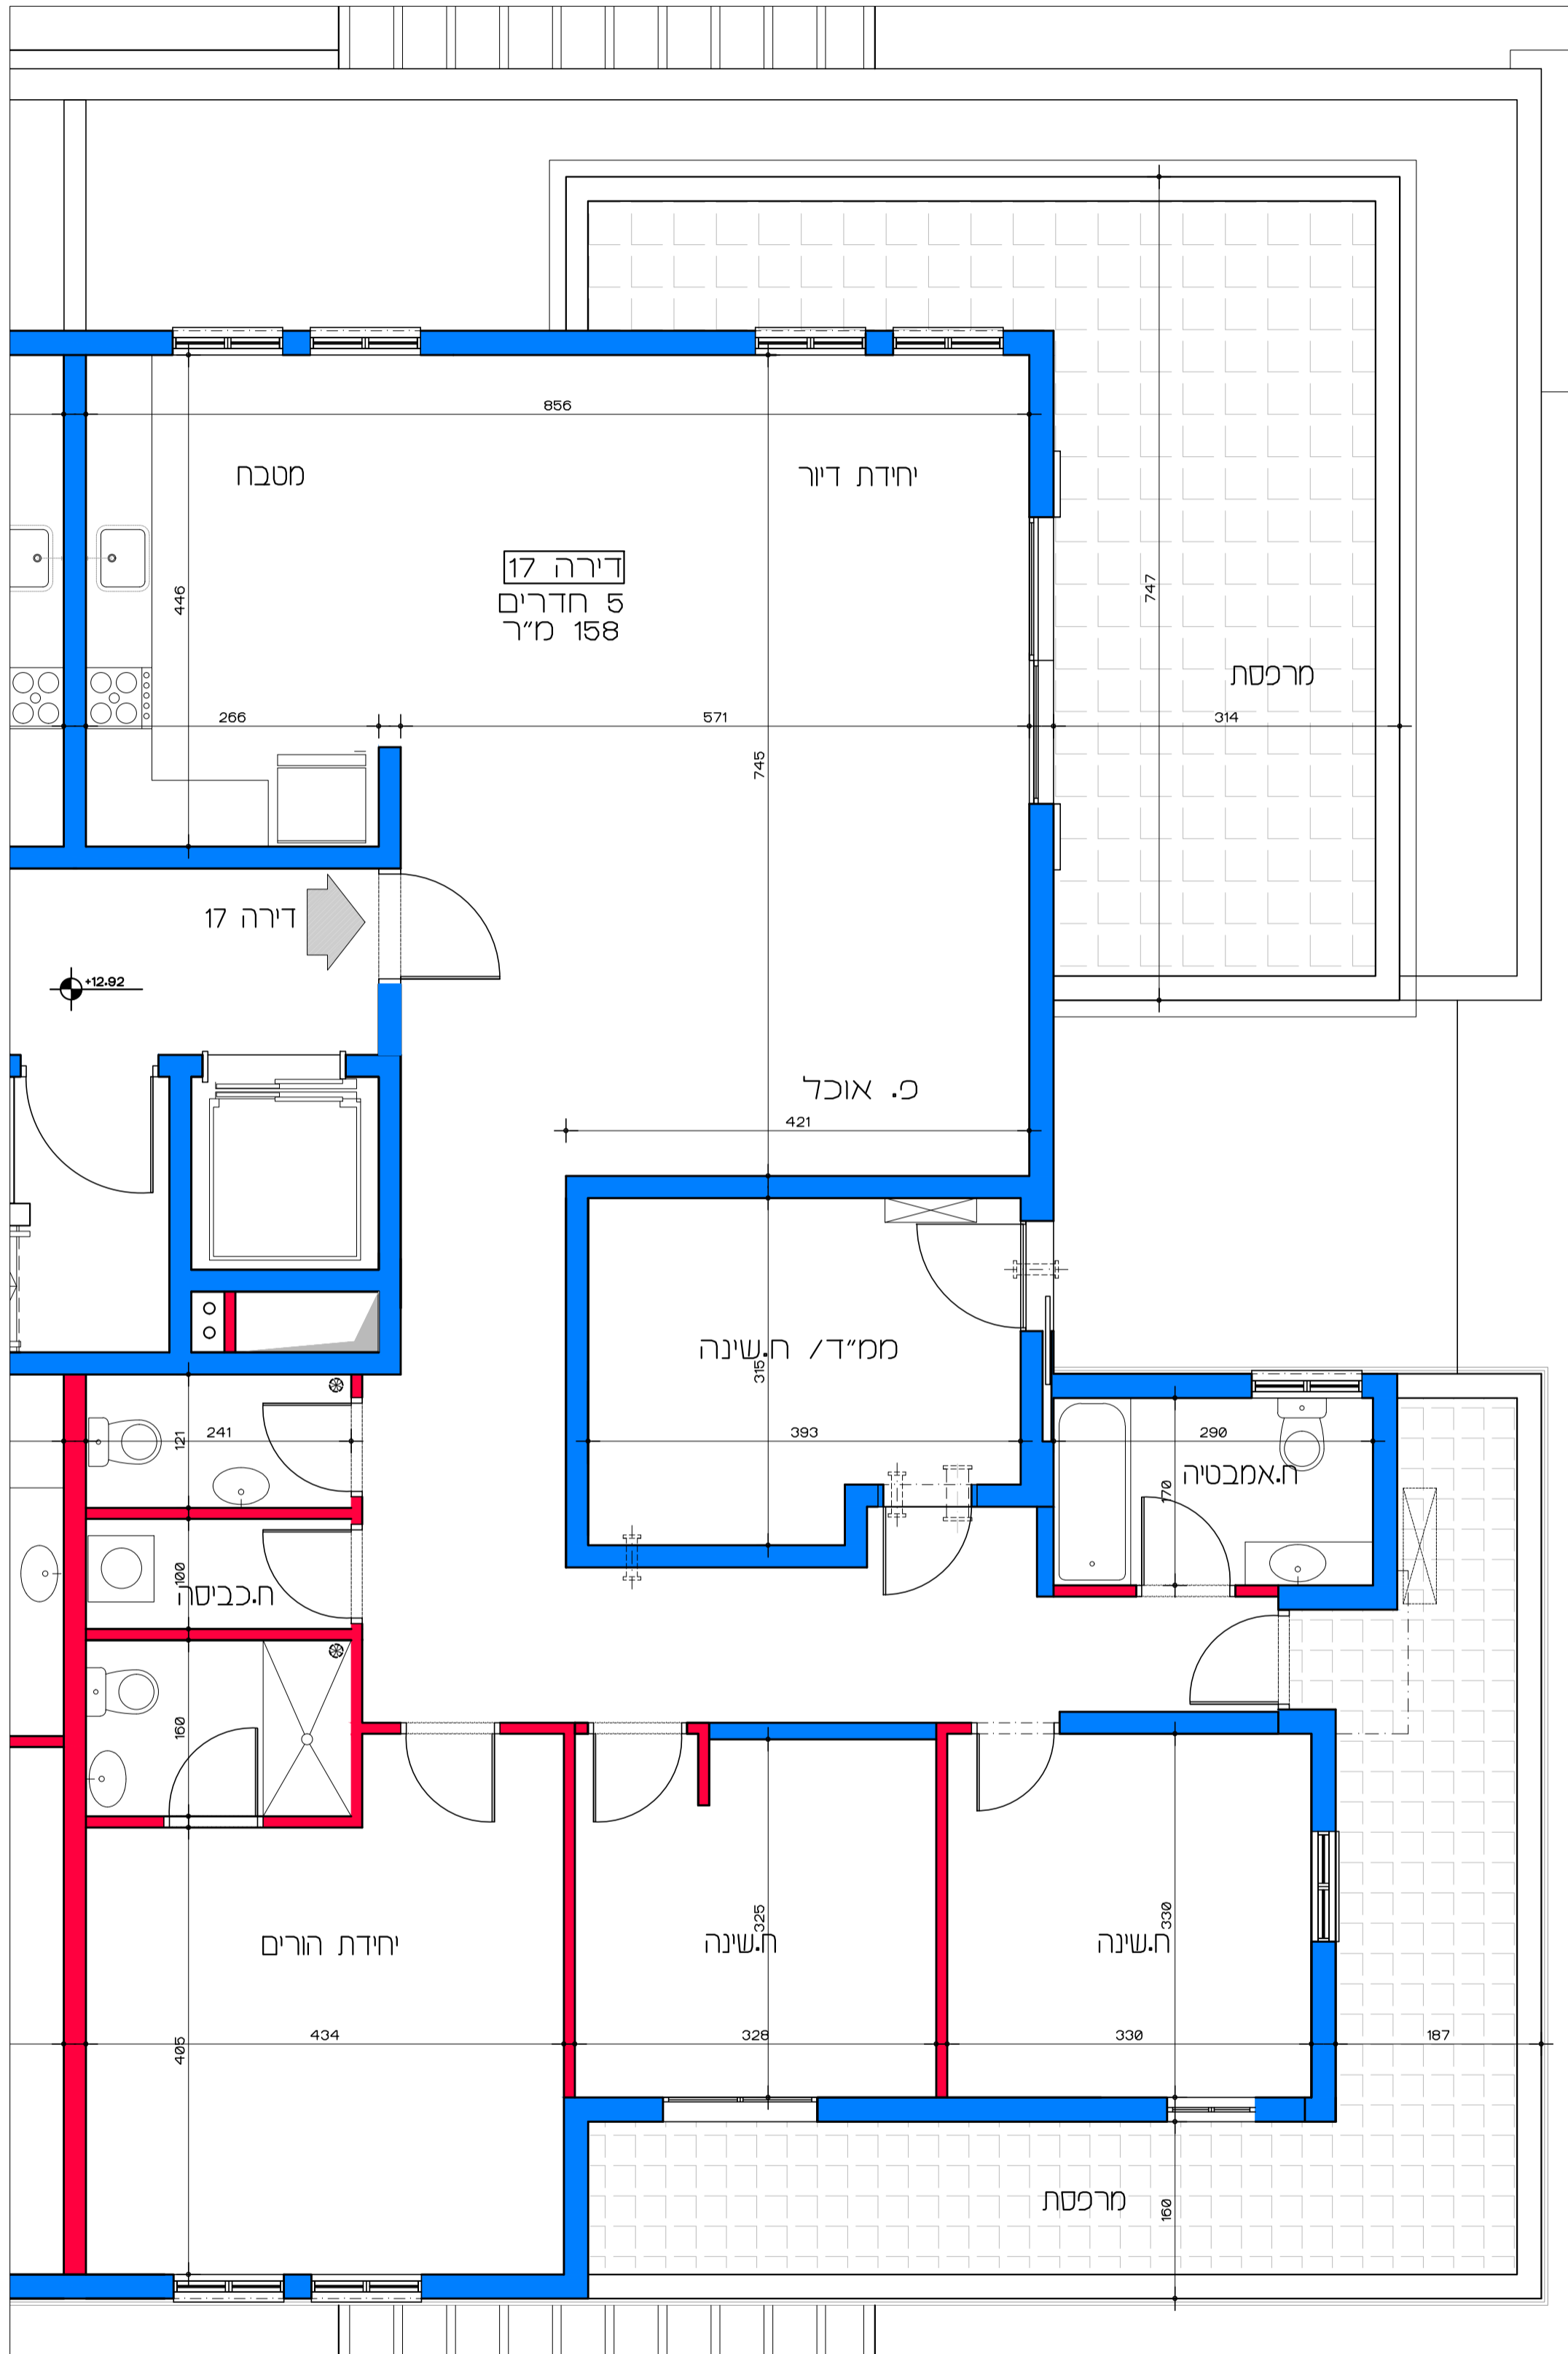 856
מטבח
יחידת דיור
דירה 17
5 חדרים
158 מ״ר
446
747
מרפסת
266
571
314
745
דירה 17
+12.92
פ. אוכל
421
ממ״ד/ ח.שינה
315
121
241
393
290
ח.אמבטיה
170
100
ח.כביסה
160
325
330
יחידת הורים
ח.שינה
ח.שינה
434
328
330
187
405
מרפסת
160